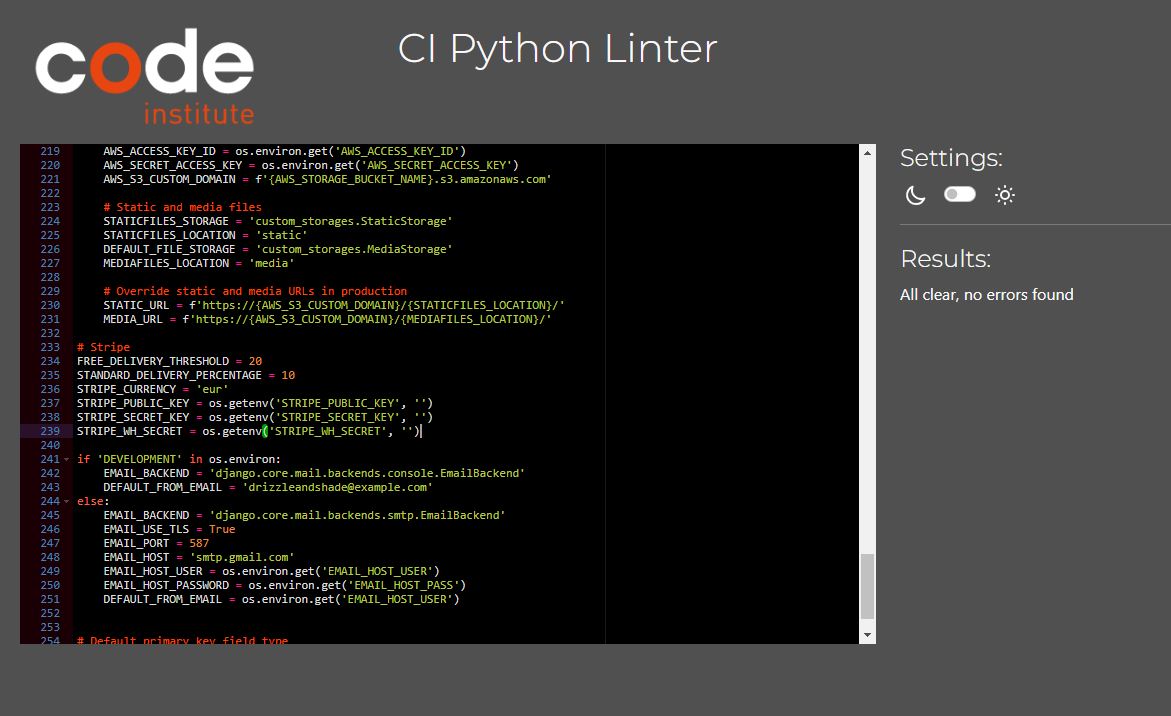 code
institute
CI Python Linter
219 AWS_ACCESS_KEY_ID = os.environ.get('AWS_ACCESS_KEY_ID')
220 AWS_SECRET_ACCESS_KEY = os.environ.get('AWS_SECRET_ACCESS_KEY')
221 AWS_S3_CUSTOM_DOMAIN = f'{AWS_STORAGE_BUCKET_NAME}.s3.amazonaws.com'
222
223 # Static and media files
224 STATICFILES_STORAGE = 'custom_storages.StaticStorage'
225 STATICFILES_LOCATION = 'static'
226 DEFAULT_FILE_STORAGE = 'custom_storages.MediaStorage'
227 MEDIAFILES_LOCATION = 'media'
228
229 # Override static and media URLs in production
230 STATIC_URL = f'https://{AWS_S3_CUSTOM_DOMAIN}/{STATICFILES_LOCATION}/'
231 MEDIA_URL = f'https://{AWS_S3_CUSTOM_DOMAIN}/{MEDIAFILES_LOCATION}/'
232
233 # Stripe
234 FREE_DELIVERY_THRESHOLD = 20
235 STANDARD_DELIVERY_PERCENTAGE = 10
236 STRIPE_CURRENCY = 'eur'
237 STRIPE_PUBLIC_KEY = os.getenv('STRIPE_PUBLIC_KEY', '')
238 STRIPE_SECRET_KEY = os.getenv('STRIPE_SECRET_KEY', '')
239 STRIPE_WH_SECRET = os.getenv('STRIPE_WH_SECRET', '')
240
241 if 'DEVELOPMENT' in os.environ:
242 EMAIL_BACKEND = 'django.core.mail.backends.console.EmailBackend'
243 DEFAULT_FROM_EMAIL = 'drizzleandshade@example.com'
244 else:
245 EMAIL_BACKEND = 'django.core.mail.backends.smtp.EmailBackend'
246 EMAIL_USE_TLS = True
247 EMAIL_PORT = 587
248 EMAIL_HOST = 'smtp.gmail.com'
249 EMAIL_HOST_USER = os.environ.get('EMAIL_HOST_USER')
250 EMAIL_HOST_PASSWORD = os.environ.get('EMAIL_HOST_PASS')
251 DEFAULT_FROM_EMAIL = os.environ.get('EMAIL_HOST_USER')
252
253
254 # Default primary key field type
Settings:
Results:
All clear, no errors found